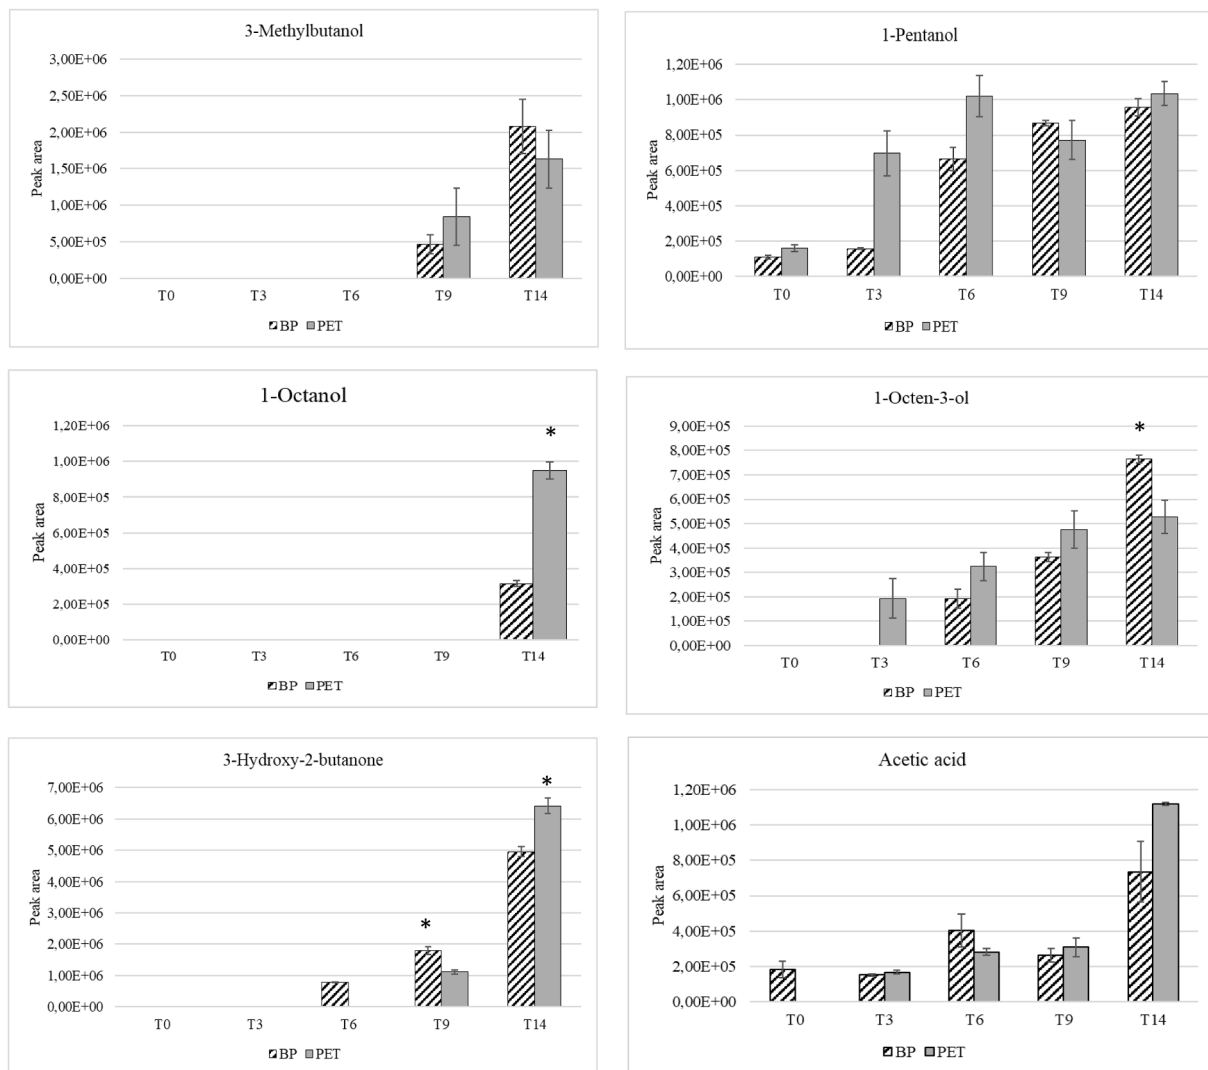 3-Methylbutanol
3,00E+06
2,50E+06
2,00E+06
1,50E+06
1,00E+06
5,00E+05
0,00E+00
Peak area
T0 T3 T6 T9 T14
BP PET
1-Pentanol
1,20E+06
1,00E+06
8,00E+05
6,00E+05
4,00E+05
2,00E+05
0,00E+00
Peak area
T0 T3 T6 T9 T14
BP PET
1-Octanol
1,20E+06
1,00E+06
8,00E+05
6,00E+05
4,00E+05
2,00E+05
0,00E+00
Peak area
*
T0 T3 T6 T9 T14
BP PET
1-Octen-3-ol
9,00E+05
8,00E+05
7,00E+05
6,00E+05
5,00E+05
4,00E+05
3,00E+05
2,00E+05
1,00E+05
0,00E+00
Peak area
*
T0 T3 T6 T9 T14
BP PET
3-Hydroxy-2-butanone
7,00E+06
6,00E+06
5,00E+06
4,00E+06
3,00E+06
2,00E+06
1,00E+06
0,00E+00
Peak area
* *
T0 T3 T6 T9 T14
BP PET
Acetic acid
1,20E+06
1,00E+06
8,00E+05
6,00E+05
4,00E+05
2,00E+05
0,00E+00
Peak area
T0 T3 T6 T9 T14
BP PET